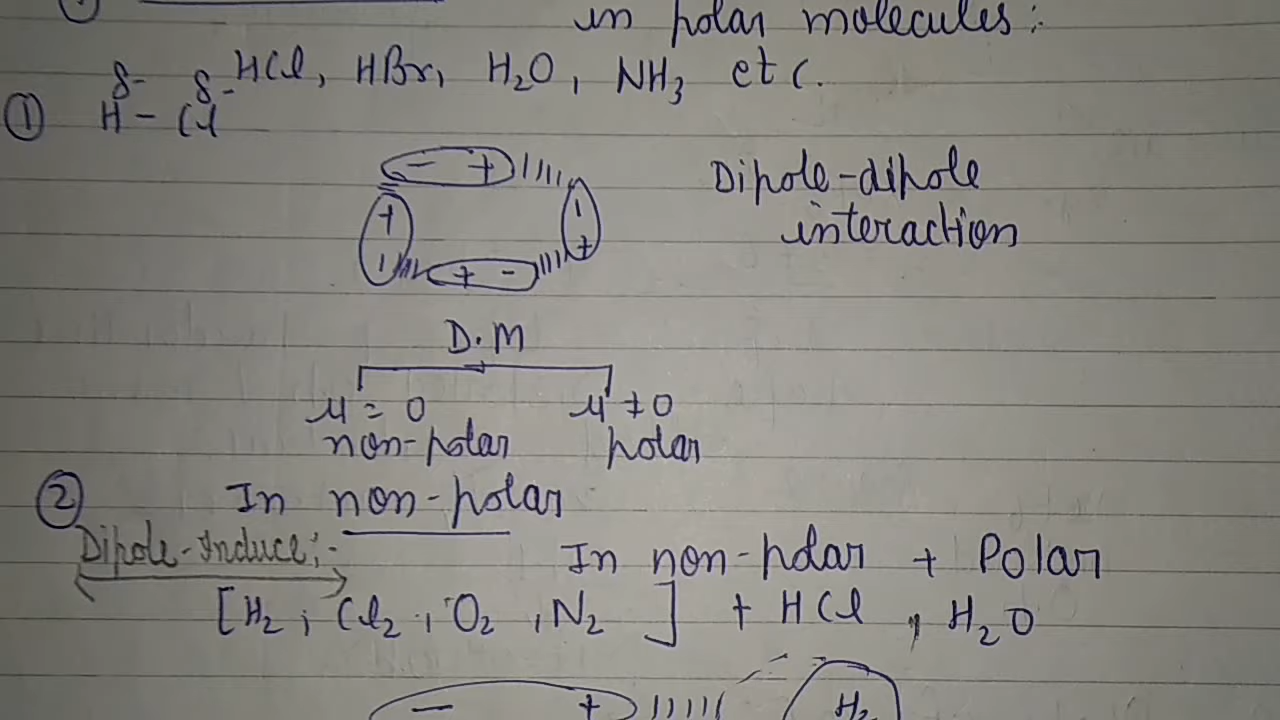 in polar molecules :
HCl, HBr, H₂O, NH₃ etc.
δ- δ-
① H - Cl
- +
+ - - +
+ -
Dipole-dipole
interaction
D.M
μ = 0 μ ≠ 0
non-polar polar
② In non-polar
Dipole-Induce:-
In non-polar + Polar
[H₂, Cl₂, O₂, N₂] + HCl, H₂O
- + H₂